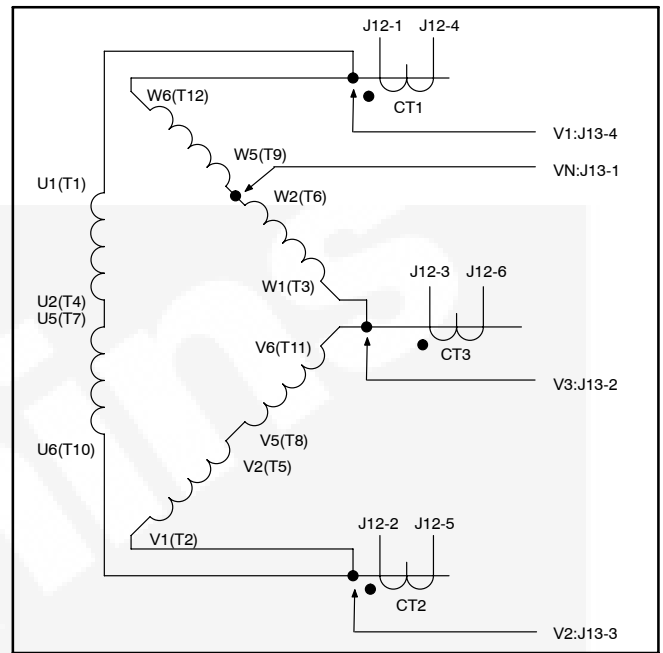 J12-1 J12-4
CT1
W6(T12)
V1:J13-4
W5(T9)
VN:J13-1
U1(T1)
W2(T6)
J12-3 J12-6
W1(T3)
U2(T4)
U5(T7)
V6(T11)
CT3
V3:J13-2
U6(T10)
V5(T8)
V2(T5)
J12-2 J12-5
V1(T2)
CT2
V2:J13-3